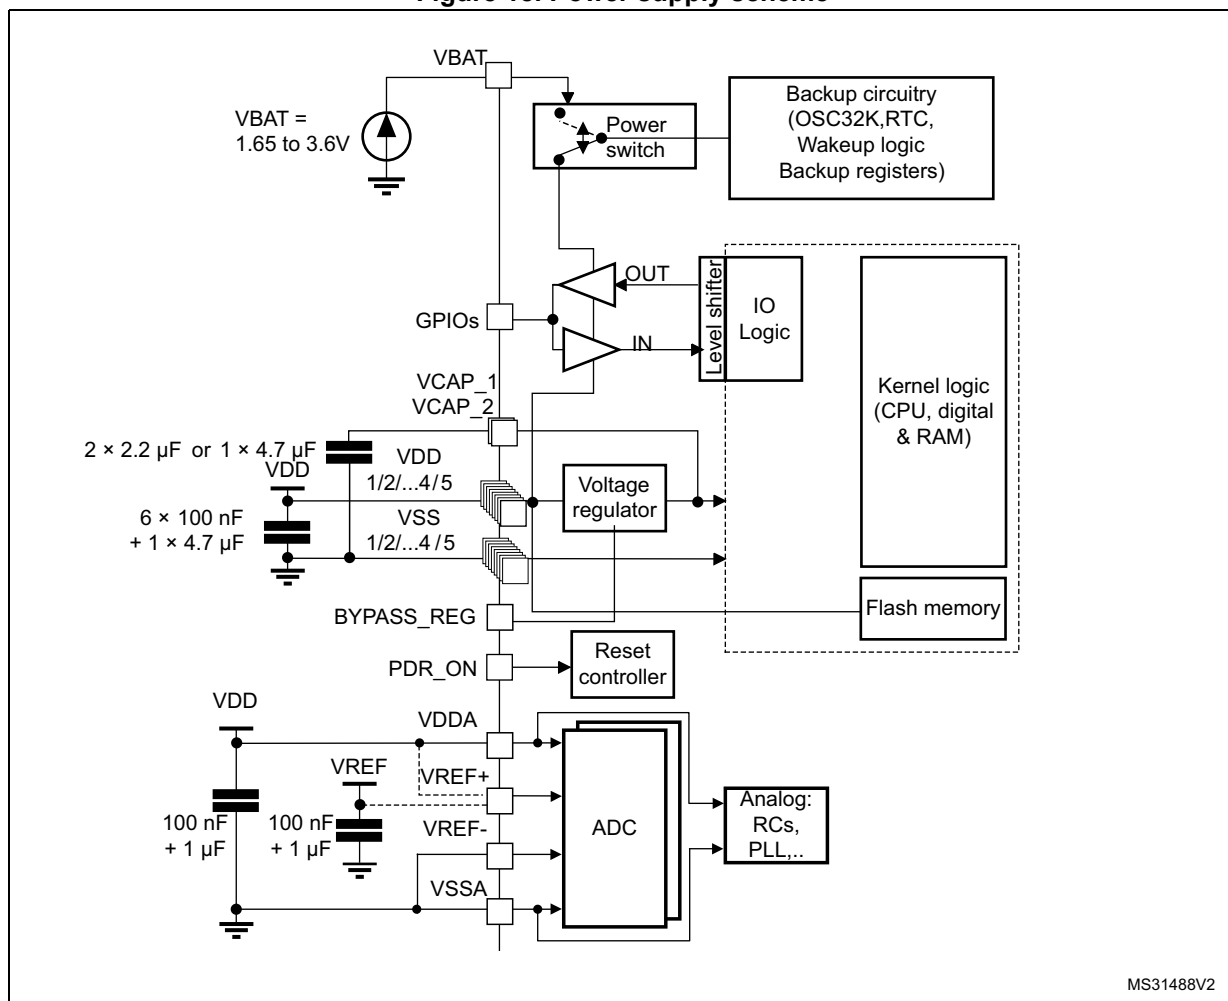 VBAT
VBAT =
1.65 to 3.6V
Power
switch
Backup circuitry
(OSC32K,RTC,
Wakeup logic
Backup registers)
OUT
GPIOs
IN
Level shifter
IO
Logic
Kernel logic
(CPU, digital
& RAM)
VCAP_1
VCAP_2
2 × 2.2 µF or 1 × 4.7 µF
VDD
VDD
1/2/...4/5
Voltage
regulator
6 × 100 nF
+ 1 × 4.7 µF
VSS
1/2/...4/5
Flash memory
BYPASS_REG
PDR_ON
Reset
controller
VDD
VDDA
VREF
VREF+
100 nF
+ 1 µF
100 nF
+ 1 µF
VREF-
ADC
Analog:
RCs,
PLL,..
VSSA
MS31488V2